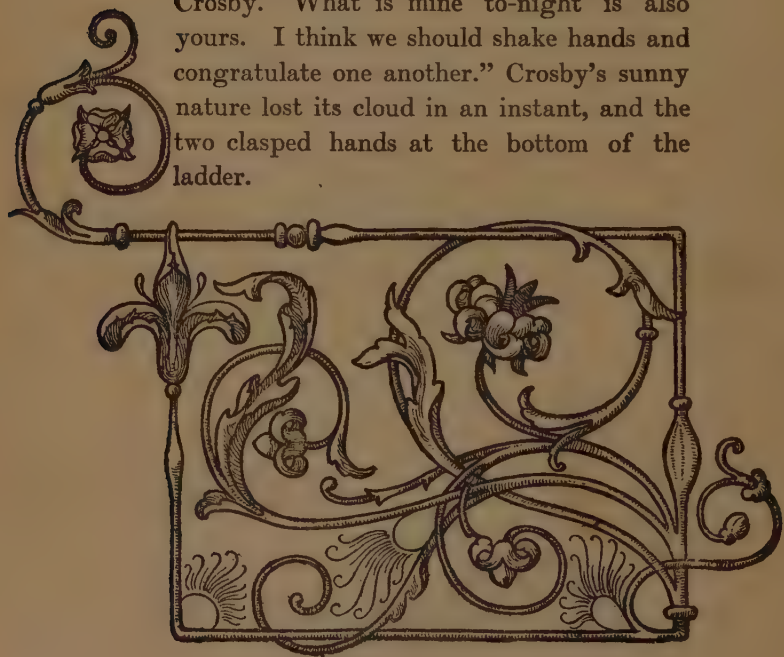 Crosby. "What is mine to-night is also
yours. I think we should shake hands and
congratulate one another." Crosby's sunny
nature lost its cloud in an instant, and the
two clasped hands at the bottom of the
ladder.